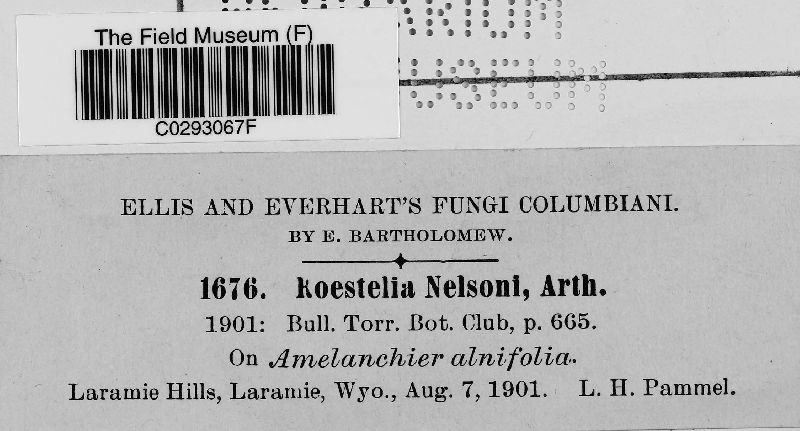 The Field Museum (F)
C0293067F
ELLIS AND EVERHART'S FUNGI COLUMBIANI.
BY E. BARTHOLOMEW.
1676. Roestelia Nelsoni, Arth.
1901: Bull. Torr. Bot. Club, p. 665.
On Amelanchier alnifolia.
Laramie Hills, Laramie, Wyo., Aug. 7, 1901. L. H. Pammel.